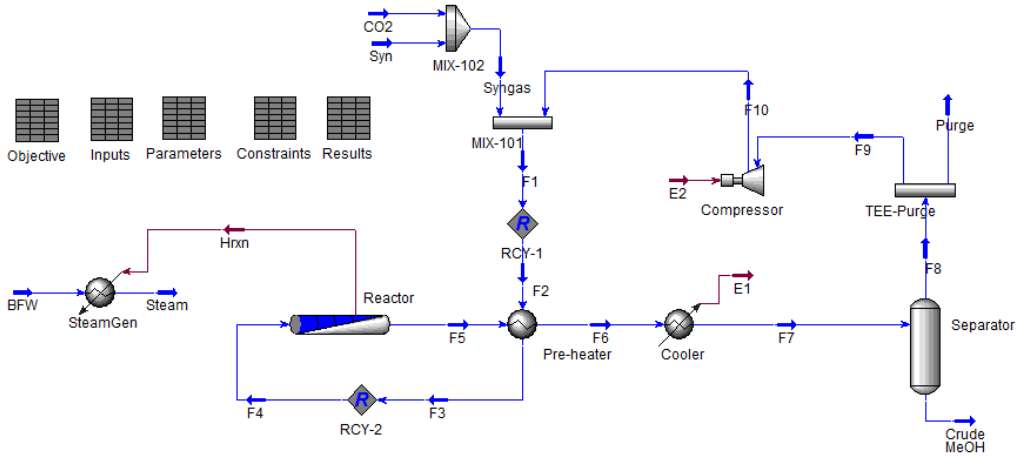 CO2
Syn
MIX-102
Syngas
F10
Purge
F9
Objective
Inputs
Parameters
Constraints
Results
MIX-101
F1
E2
Compressor
TEE-Purge
Hrxn
R
RCY-1
F8
BFW
Steam
SteamGen
Reactor
F2
E1
Separator
F5
Pre-heater
F6
Cooler
F7
F4
R
F3
RCY-2
Crude
MeOH